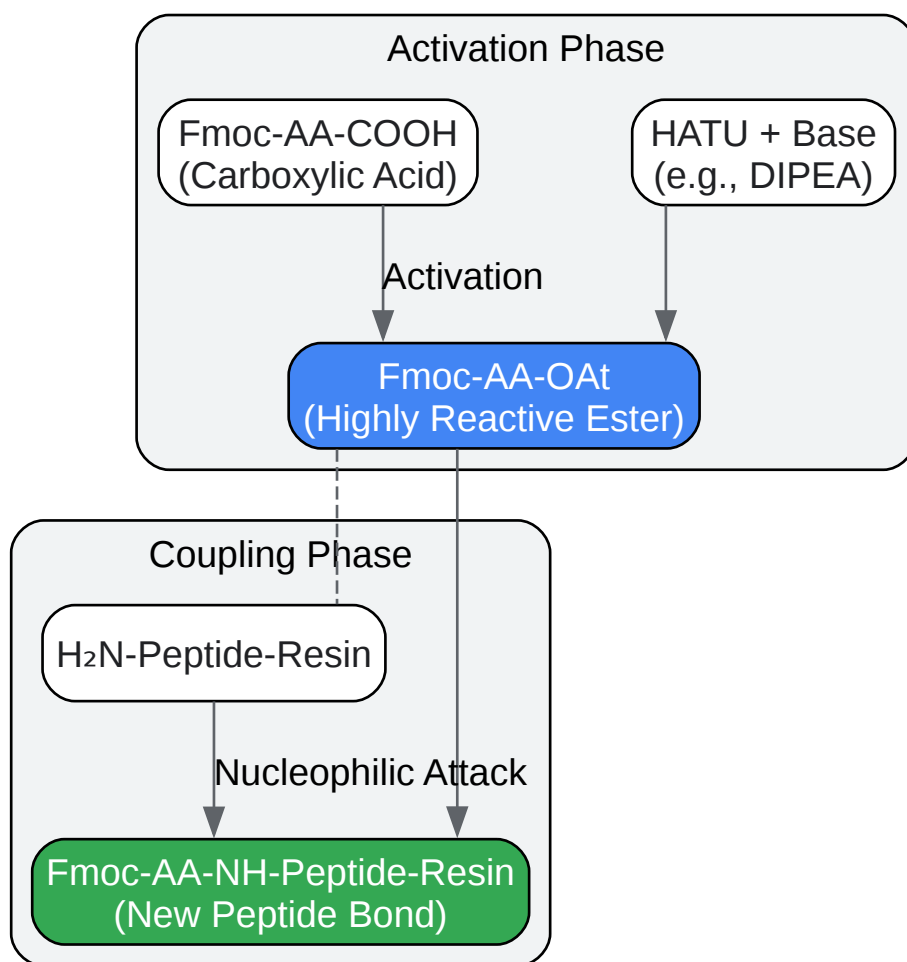 Activation Phase
Fmoc-AA-COOH
(Carboxylic Acid)
HATU + Base
(e.g., DIPEA)
Activation
Fmoc-AA-OAt
(Highly Reactive Ester)
Coupling Phase
H₂N-Peptide-Resin
Nucleophilic Attack
Fmoc-AA-NH-Peptide-Resin
(New Peptide Bond)